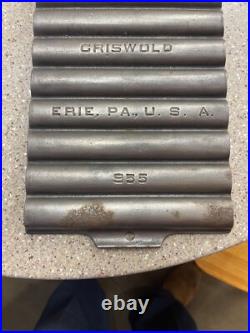 GRISWOLD
ERIE, PA., U. S. A.
955